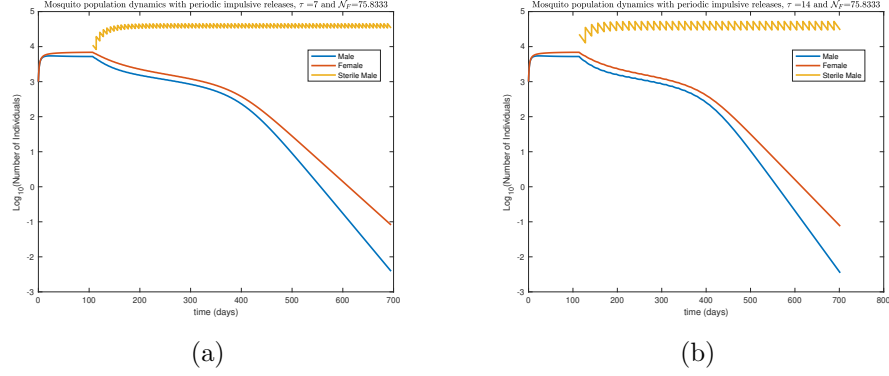 Mosquito population dynamics with periodic impulsive releases, τ =7 and 𝒩_F=75.8333
5
4
3
2
1
0
-1
-2
-3
Log10(Number of Individuals)
Male
Female
Sterile Male
0 100 200 300 400 500 600 700
time (days)
(a)
Mosquito population dynamics with periodic impulsive releases, τ =14 and 𝒩_F=75.8333
5
4
3
2
1
0
-1
-2
-3
Log10(Number of Individuals)
Male
Female
Sterile Male
0 100 200 300 400 500 600 700 800
time (days)
(b)